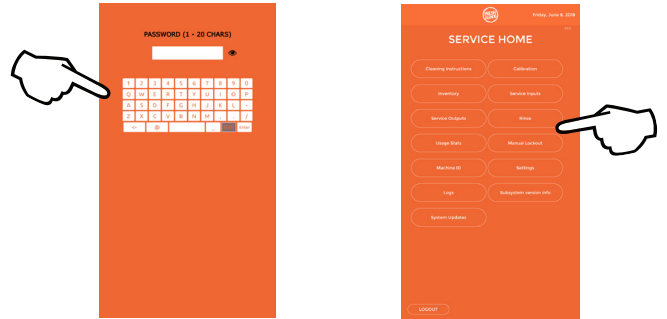 PASSWORD (1 - 20 CHARS)
1 2 3 4 5 6 7 8 9 0
Q W E R T Y U I O P
A S D F G H J K L -
Z X C V B N M . /
← @ _ Enter
Friday, June 8, 2018
SERVICE HOME
Cleaning Instructions Calibration
Inventory Service Inputs
Service Outputs Rinse
Usage Stats Manual Lockout
Machine ID Settings
Logs Subsystem version info
System Updates
LOGOUT